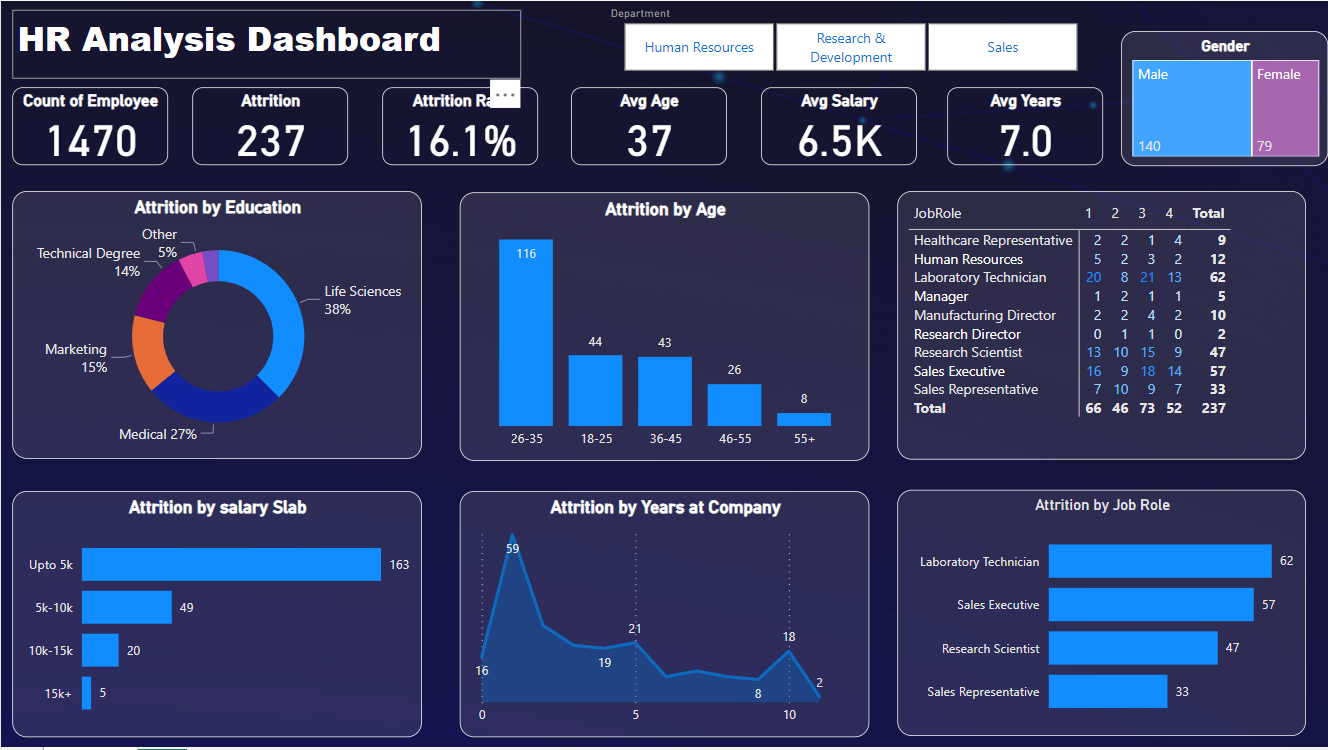 HR Analysis Dashboard
Department
Human Resources
Research &
Development
Sales
Gender
Male
Female
140
79
Count of Employee
1470
Attrition
237
Attrition Ra
16.1%
Avg Age
37
Avg Salary
6.5K
Avg Years
7.0
Attrition by Education
Other
5%
Technical Degree
14%
Life Sciences
38%
Marketing
15%
Medical 27%
Attrition by Age
116
44
43
26
8
26-35 18-25 36-45 46-55 55+
JobRole 1 2 3 4 Total
Healthcare Representative 2 2 1 4 9
Human Resources 5 2 3 2 12
Laboratory Technician 20 8 21 13 62
Manager 1 2 1 1 5
Manufacturing Director 2 2 4 2 10
Research Director 0 1 1 0 2
Research Scientist 13 10 15 9 47
Sales Executive 16 9 18 14 57
Sales Representative 7 10 9 7 33
Total 66 46 73 52 237
Attrition by salary Slab
Upto 5k 163
5k-10k 49
10k-15k 20
15k+ 5
Attrition by Years at Company
59
21
18
19
16
8
2
0 5 10
Attrition by Job Role
Laboratory Technician 62
Sales Executive 57
Research Scientist 47
Sales Representative 33